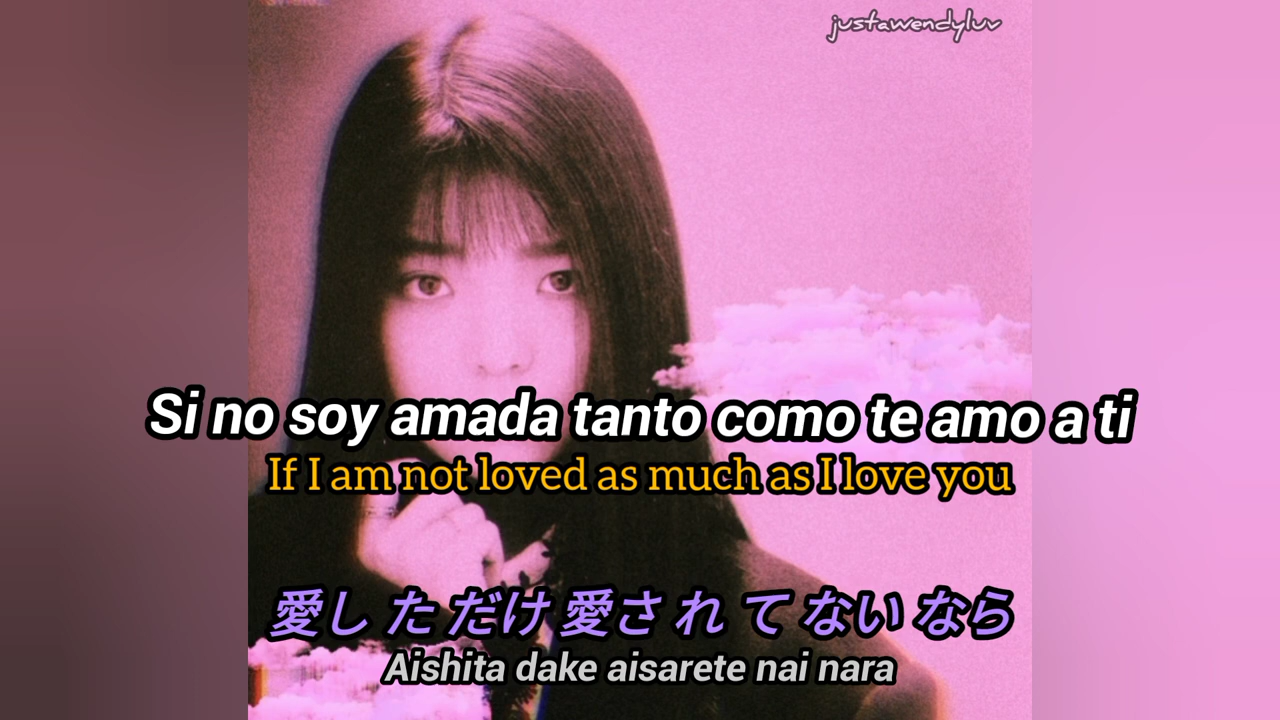 justawendyluv
Si no soy amada tanto como te amo a ti
If I am not loved as much as I love you
愛し た だけ 愛さ れ て ない なら
Aishita dake aisarete nai nara